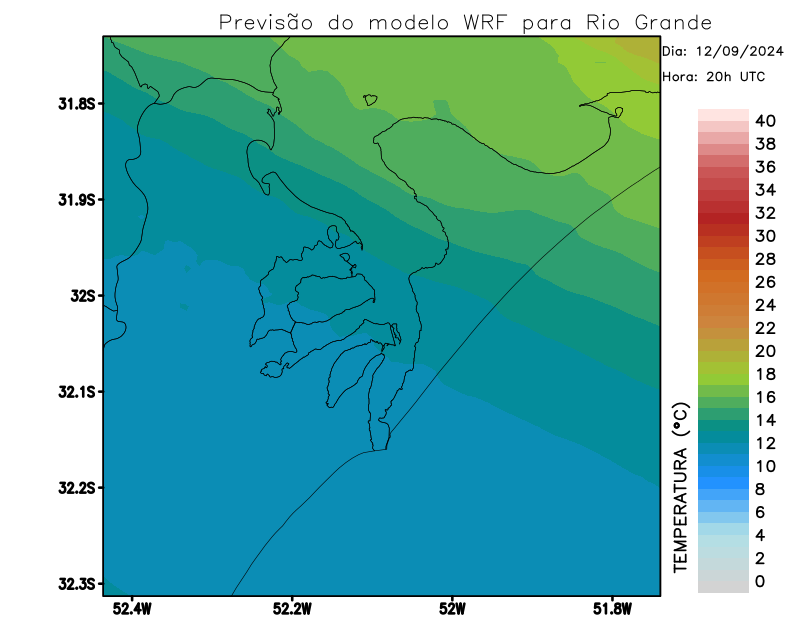 Previsão do modelo WRF para Rio Grande
Dia: 12/09/2024
Hora: 20h UTC
31.8S
31.9S
32S
32.1S
32.2S
32.3S
52.4W
52.2W
52W
51.8W
TEMPERATURA (°C)
40
38
36
34
32
30
28
26
24
22
20
18
16
14
12
10
8
6
4
2
0